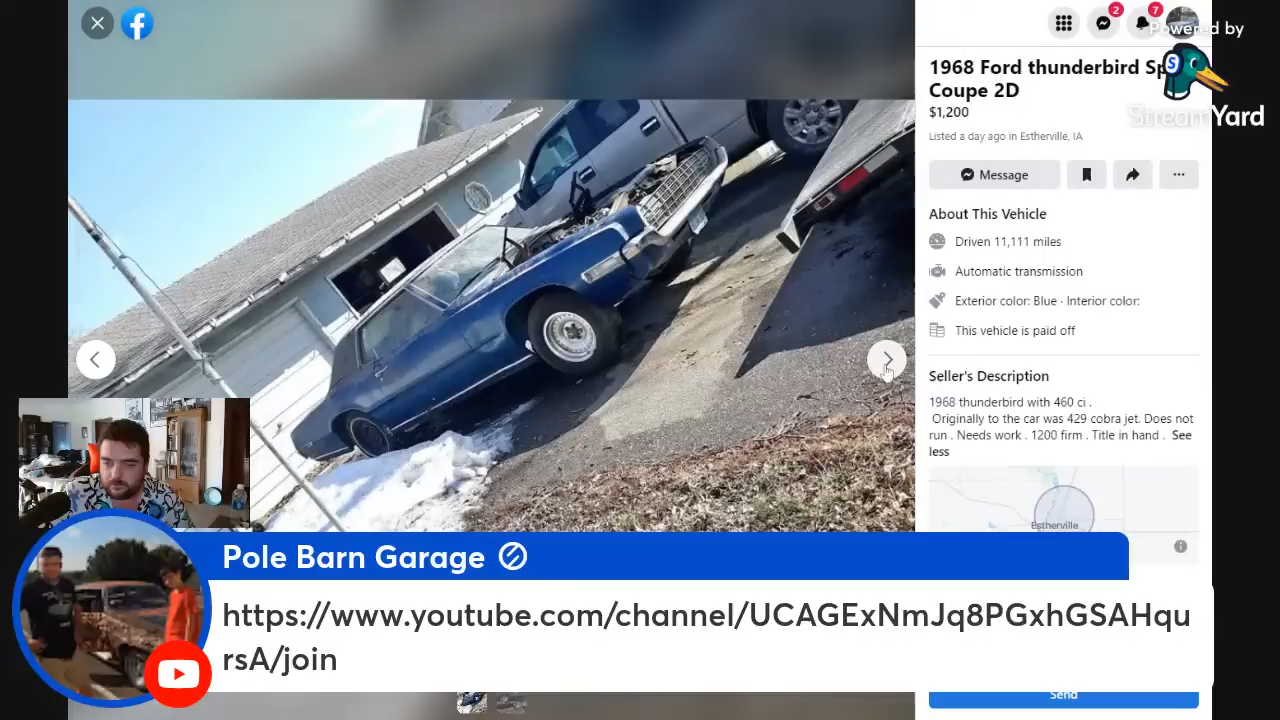 2
7
Powered by
StreamYard
1968 Ford thunderbird Sp
Coupe 2D
$1,200
Listed a day ago in Estherville, IA
Message
About This Vehicle
Driven 11,111 miles
Automatic transmission
Exterior color: Blue · Interior color:
This vehicle is paid off
Seller's Description
1968 thunderbird with 460 ci .
Originally to the car was 429 cobra jet. Does not
run . Needs work . 1200 firm . Title in hand . See
less
Estherville
Pole Barn Garage
https://www.youtube.com/channel/UCAGExNmJq8PGxhGSAHqu
rsA/join
Send